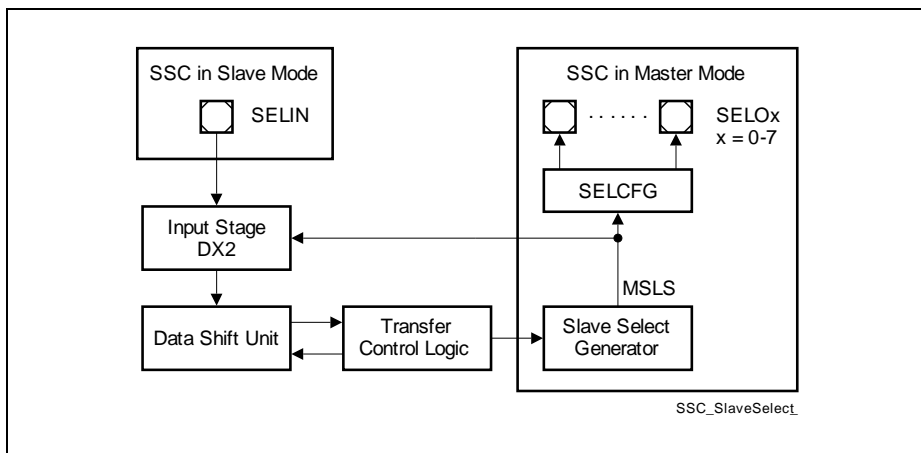 SSC in Slave Mode
SELIN
SSC in Master Mode
. . . . . .
SELOx
x = 0-7
SELCFG
Input Stage
DX2
MSLS
Data Shift Unit
Transfer
Control Logic
Slave Select
Generator
SSC_SlaveSelect_